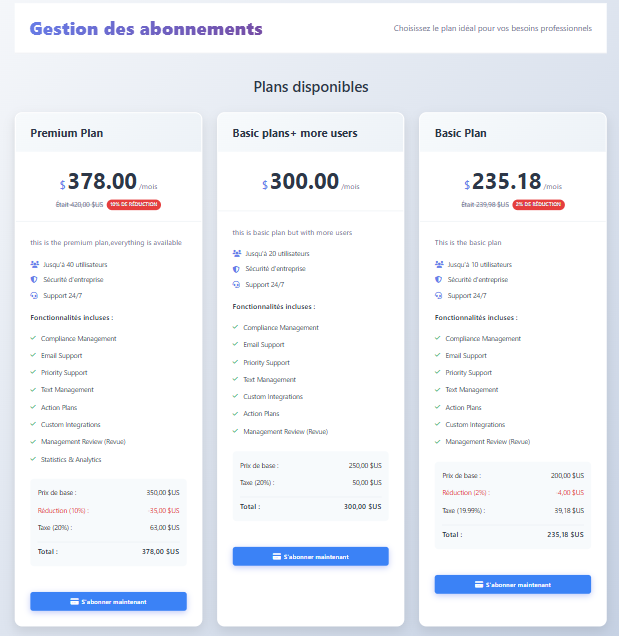 Gestion des abonnements
Choisissez le plan idéal pour vos besoins professionnels
Plans disponibles
Premium Plan
$ 378.00 /mois
Était 420,00 $US 10% DE RÉDUCTION
this is the premium plan,everything is available
Jusqu'à 40 utilisateurs
Sécurité d'entreprise
Support 24/7
Fonctionnalités incluses :
Compliance Management
Email Support
Priority Support
Text Management
Action Plans
Custom Integrations
Management Review (Revue)
Statistics & Analytics
Prix de base : 350,00 $US
Réduction (10%) : -35,00 $US
Taxe (20%) : 63,00 $US
Total : 378,00 $US
S'abonner maintenant
Basic plans+ more users
$ 300.00 /mois
this is basic plan but with more users
Jusqu'à 20 utilisateurs
Sécurité d'entreprise
Support 24/7
Fonctionnalités incluses :
Compliance Management
Email Support
Priority Support
Text Management
Custom Integrations
Action Plans
Management Review (Revue)
Prix de base : 250,00 $US
Taxe (20%) : 50,00 $US
Total : 300,00 $US
S'abonner maintenant
Basic Plan
$ 235.18 /mois
Était 239,98 $US 2% DE RÉDUCTION
This is the basic plan
Jusqu'à 10 utilisateurs
Sécurité d'entreprise
Support 24/7
Fonctionnalités incluses :
Compliance Management
Email Support
Priority Support
Text Management
Action Plans
Custom Integrations
Management Review (Revue)
Prix de base : 200,00 $US
Réduction (2%) : -4,00 $US
Taxe (19.99%) : 39,18 $US
Total : 235,18 $US
S'abonner maintenant